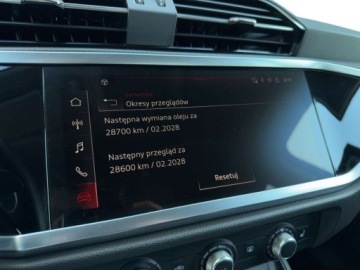 Okresy przeglądów
Następna wymiana oleju za
28700 km / 02.2028
Następny przegląd za
28600 km / 02.2028
Resetuj